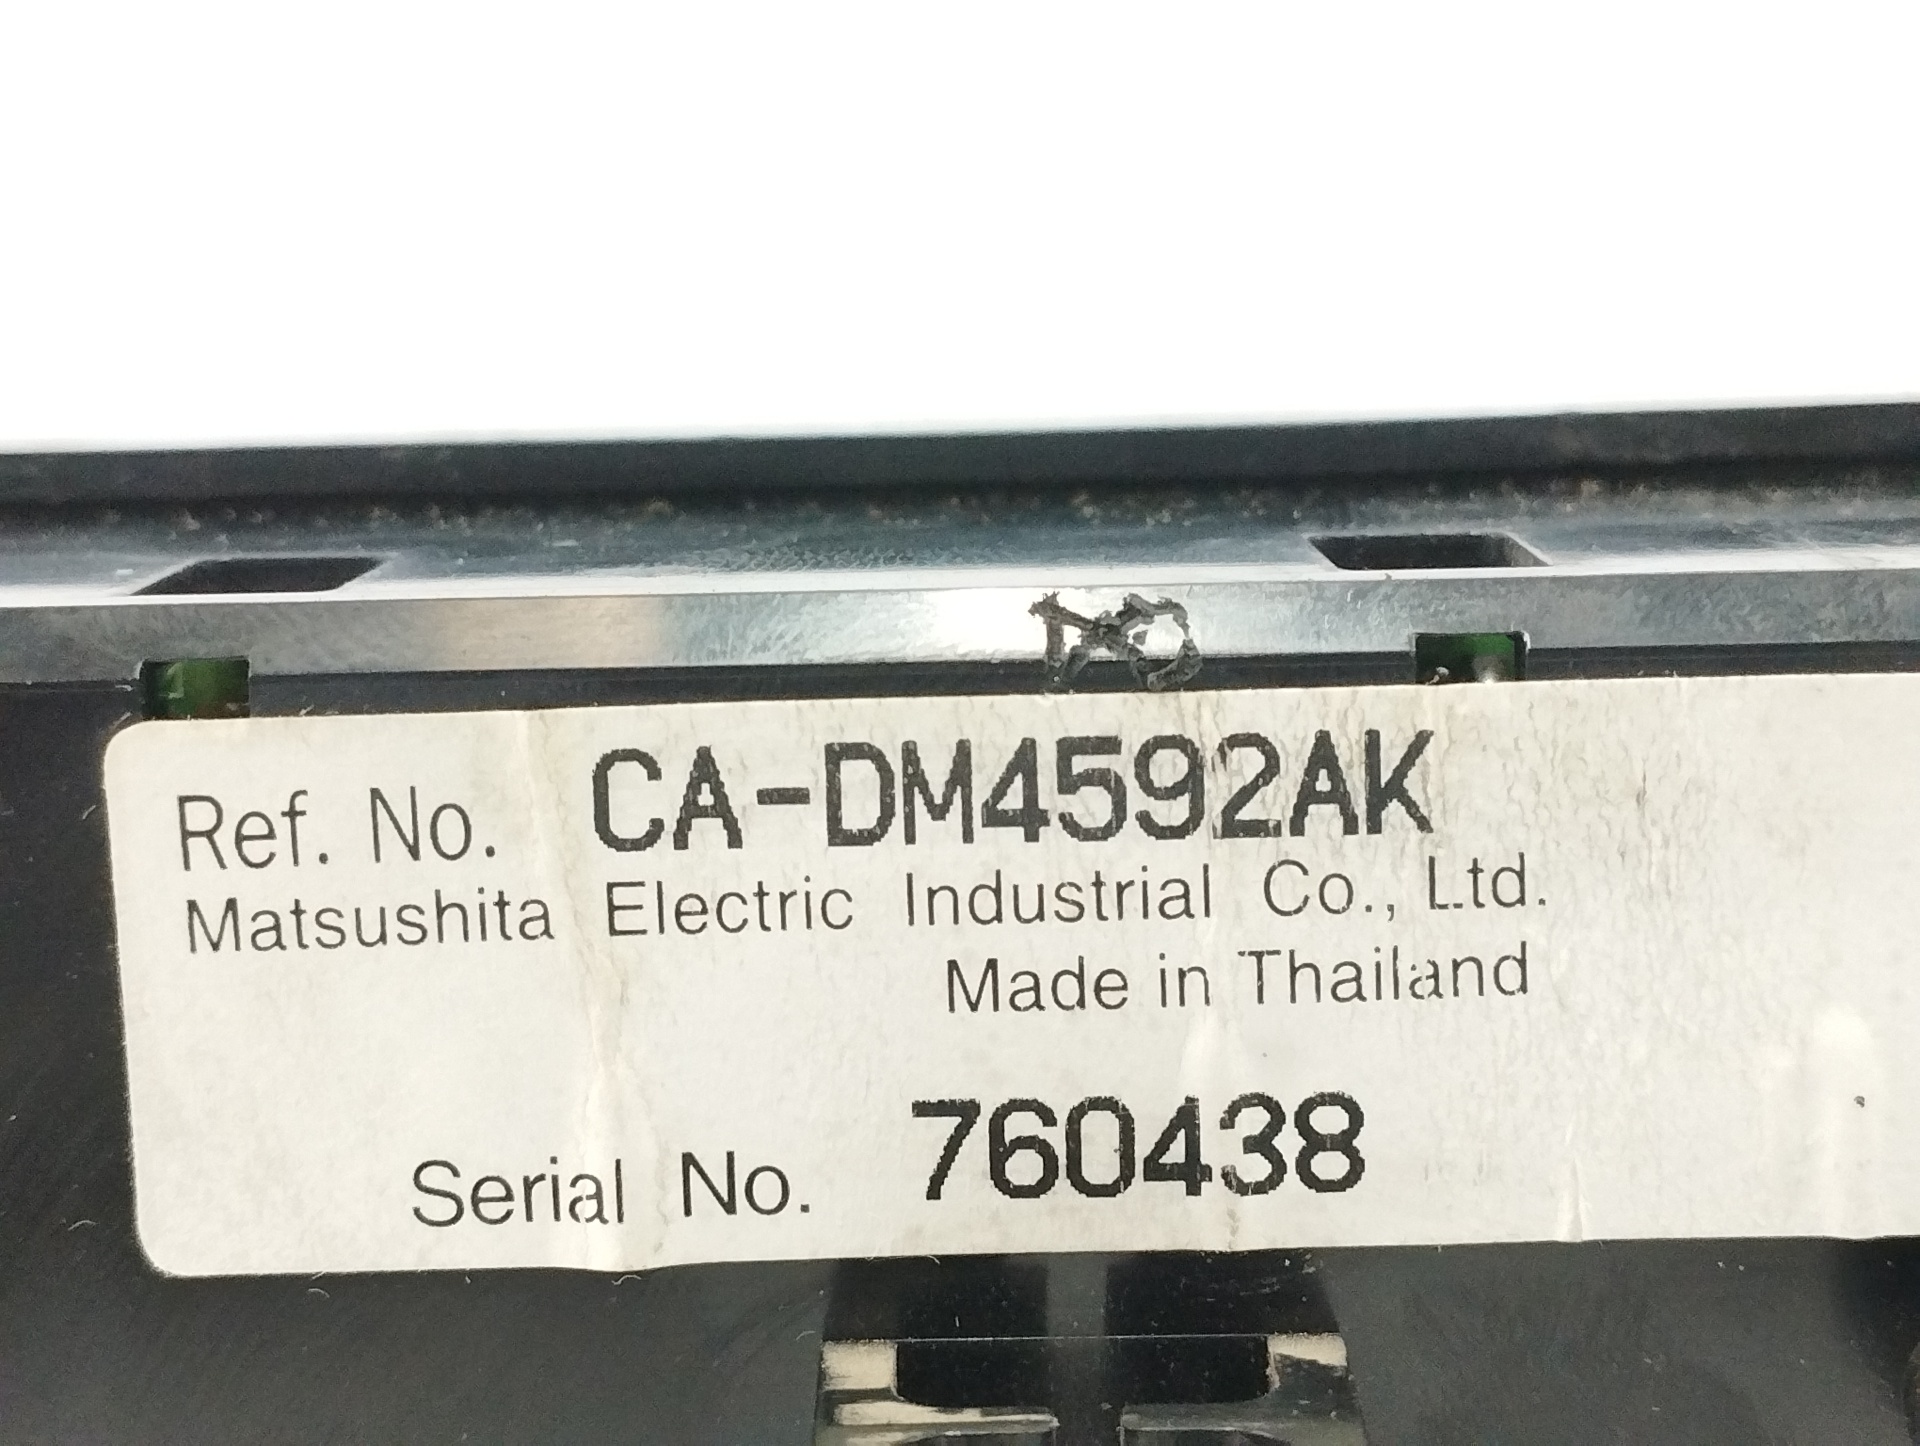 Ref. No. CA-DM4592AK
Matsushita Electric Industrial Co., Ltd.
Made in Thailand
Serial No. 760438